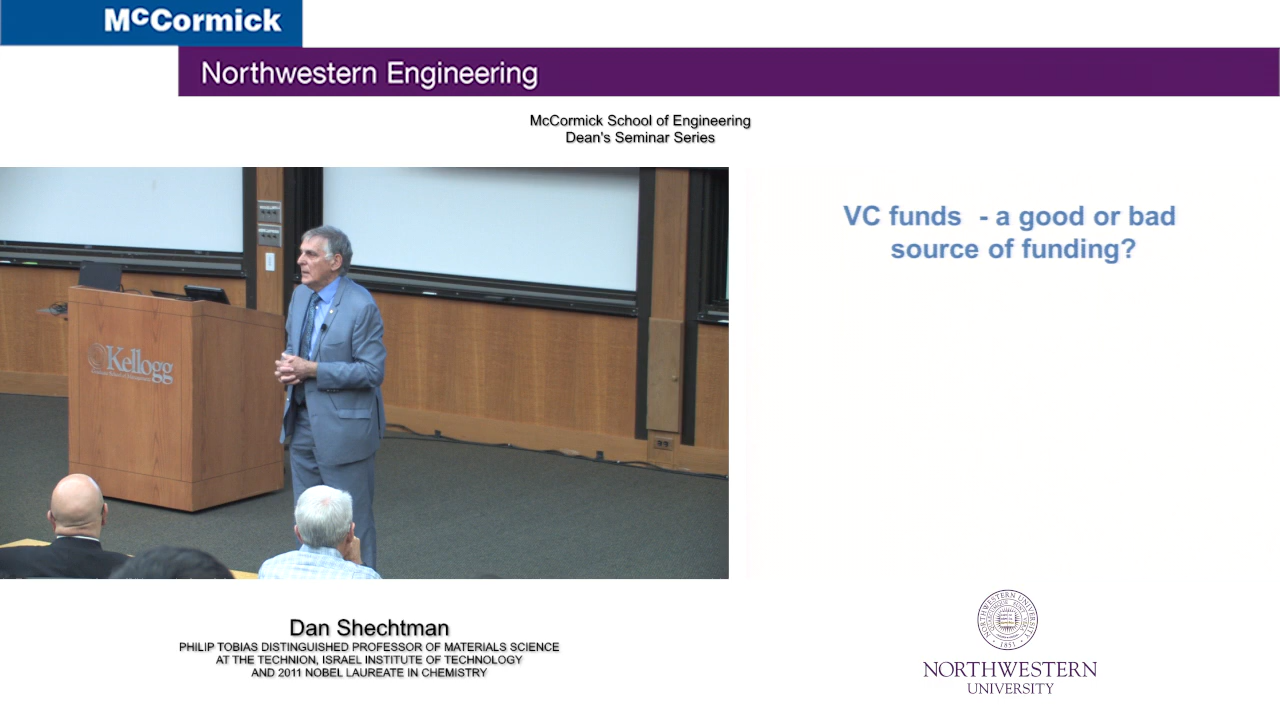 McCormick
Northwestern Engineering
McCormick School of Engineering
Dean's Seminar Series
VC funds - a good or bad
source of funding?
Kellogg
Dan Shechtman
PHILIP TOBIAS DISTINGUISHED PROFESSOR OF MATERIALS SCIENCE
AT THE TECHNION, ISRAEL INSTITUTE OF TECHNOLOGY
AND 2011 NOBEL LAUREATE IN CHEMISTRY
1851
NORTHWESTERN
UNIVERSITY